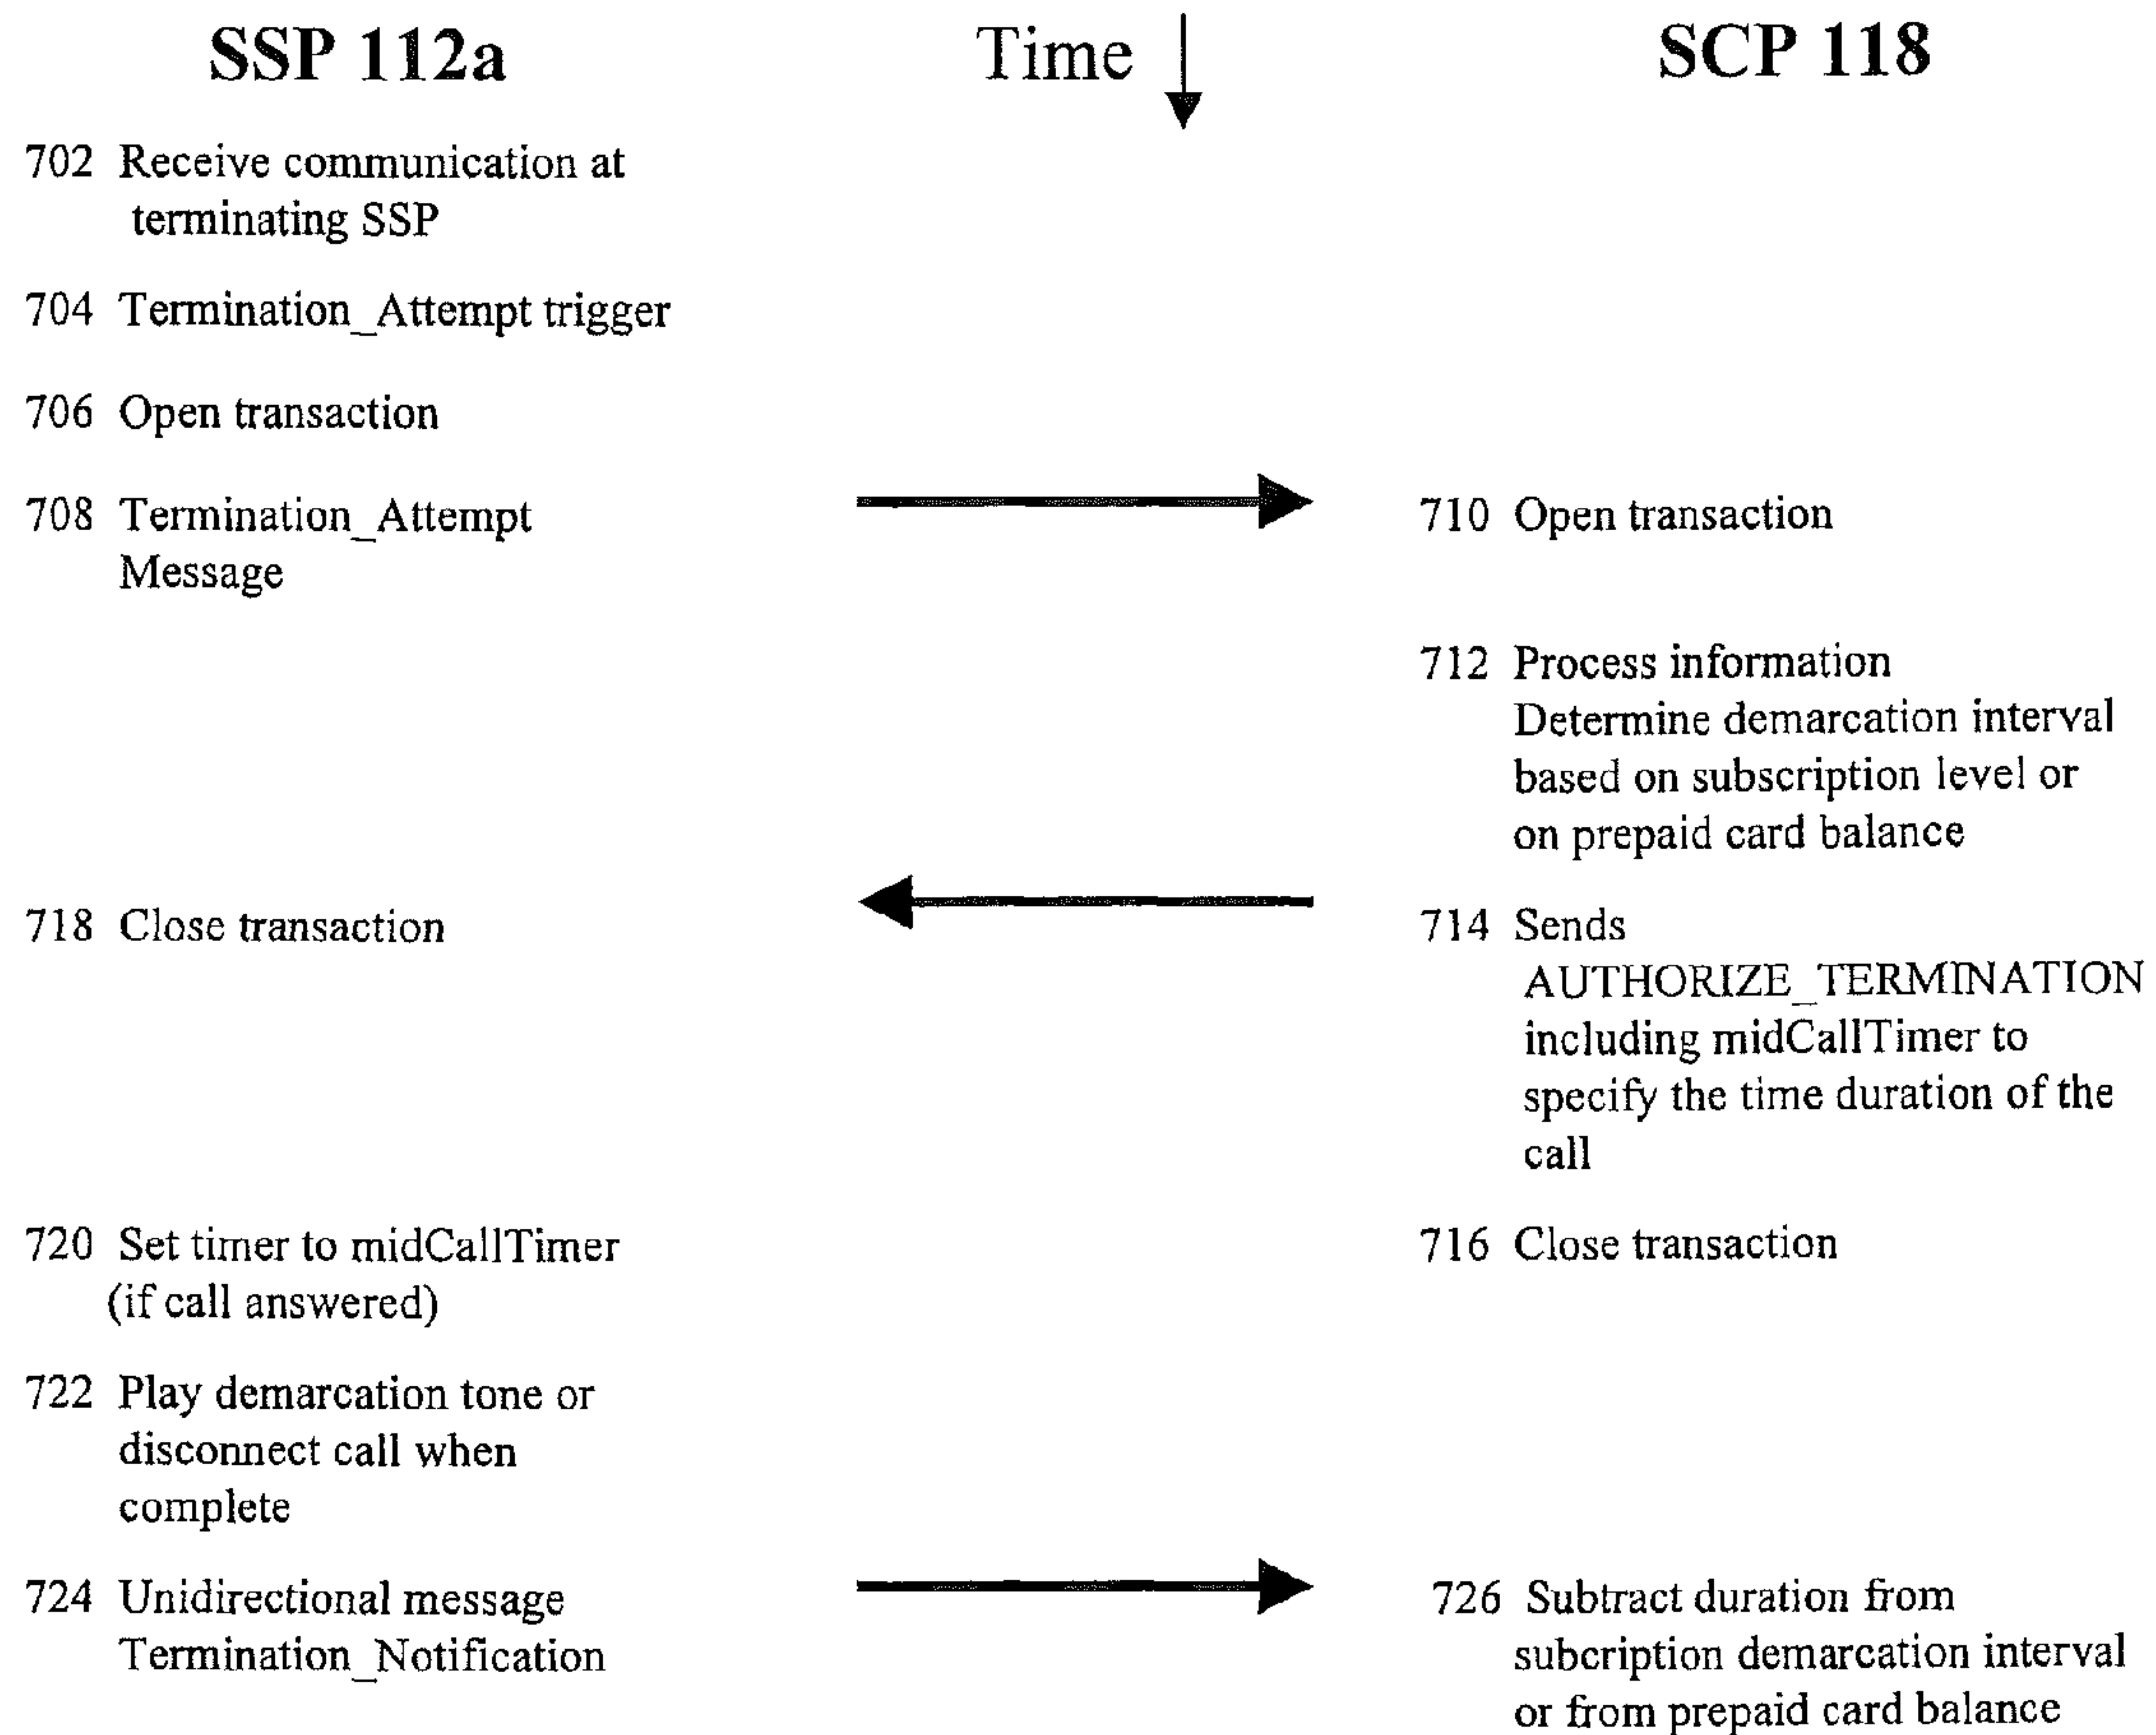 SSP 112a
Time
SCP 118
702 Receive communication at
terminating SSP
704 Termination_Attempt trigger
706 Open transaction
708 Termination_Attempt
Message
710 Open transaction
712 Process information
Determine demarcation interval
based on subscription level or
on prepaid card balance
718 Close transaction
714 Sends
AUTHORIZE_TERMINATION
including midCallTimer to
specify the time duration of the
call
720 Set timer to midCallTimer
(if call answered)
716 Close transaction
722 Play demarcation tone or
disconnect call when
complete
724 Unidirectional message
Termination_Notification
726 Subtract duration from
subcription demarcation interval
or from prepaid card balance